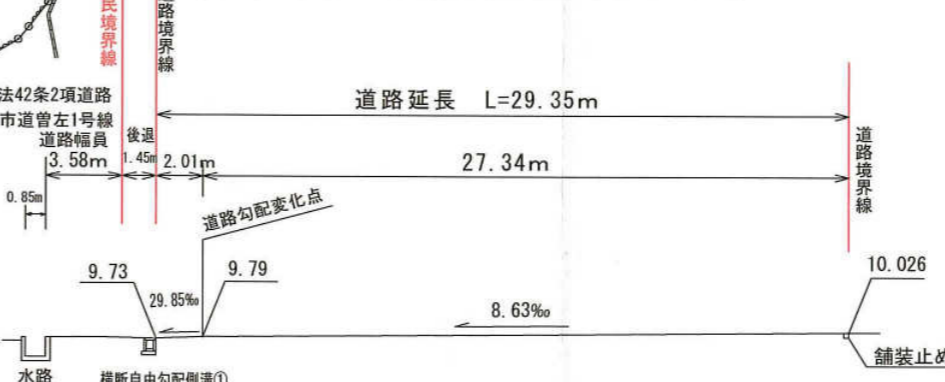 民境界線
道路境界線
法42条2項道路
市道曽左1号線
道路幅員
後退
道路延長 L=29.35m
3.58m
1.45m
2.01m
27.34m
道路境界線
0.85m
道路勾配変化点
9.73
9.79
10.026
29.85‰
8.63‰
舗装止め
水路
横断自由勾配側溝①